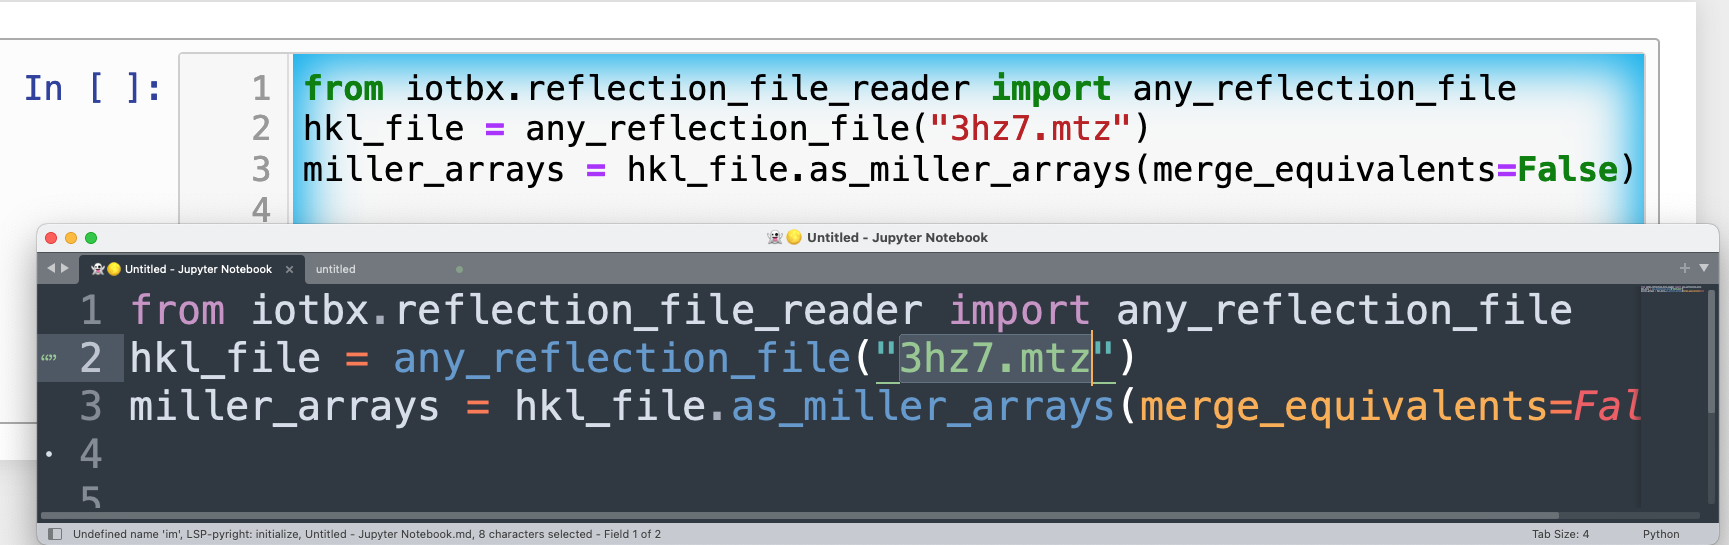 In [ ]:
1 from iotbx.reflection_file_reader import any_reflection_file
2 hkl_file = any_reflection_file("3hz7.mtz")
3 miller_arrays = hkl_file.as_miller_arrays(merge_equivalents=False)
4
👻🟡 Untitled - Jupyter Notebook
👻🟡 Untitled - Jupyter Notebook × untitled
1 from iotbx.reflection_file_reader import any_reflection_file
2 hkl_file = any_reflection_file("3hz7.mtz")
3 miller_arrays = hkl_file.as_miller_arrays(merge_equivalents=Fal
4
5
Undefined name 'im', LSP-pyright: initialize, Untitled - Jupyter Notebook.md, 8 characters selected - Field 1 of 2 Tab Size: 4 Python